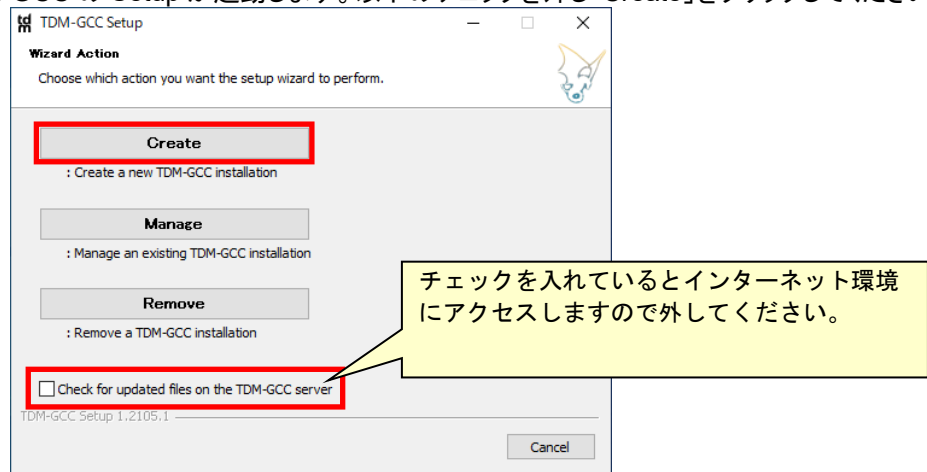 TDM-GCC Setup
Wizard Action
Choose which action you want the setup wizard to perform.
Create
: Create a new TDM-GCC installation
Manage
: Manage an existing TDM-GCC installation
チェックを入れているとインターネット環境
にアクセスしますので外してください。
Remove
: Remove a TDM-GCC installation
Check for updated files on the TDM-GCC server
TDM-GCC Setup 1.2105.1
Cancel